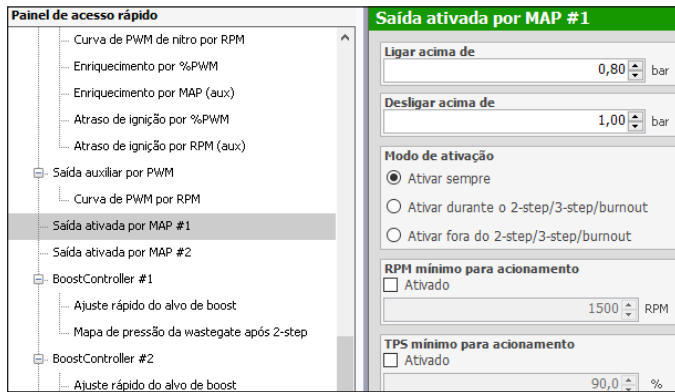 Painel de acesso rápido
Curva de PWM de nitro por RPM
Enriquecimento por %PWM
Enriquecimento por MAP (aux)
Atraso de ignição por %PWM
Atraso de ignição por RPM (aux)
Saída auxiliar por PWM
Curva de PWM por RPM
Saída ativada por MAP #1
Saída ativada por MAP #2
BoostController #1
Ajuste rápido do alvo de boost
Mapa de pressão da wastegate após 2-step
BoostController #2
Ajuste rápido do alvo de boost
Saída ativada por MAP #1
Ligar acima de
0,80 bar
Desligar acima de
1,00 bar
Modo de ativação
Ativar sempre
Ativar durante o 2-step/3-step/burnout
Ativar fora do 2-step/3-step/burnout
RPM mínimo para acionamento
Ativado
1500 RPM
TPS mínimo para acionamento
Ativado
90,0 %